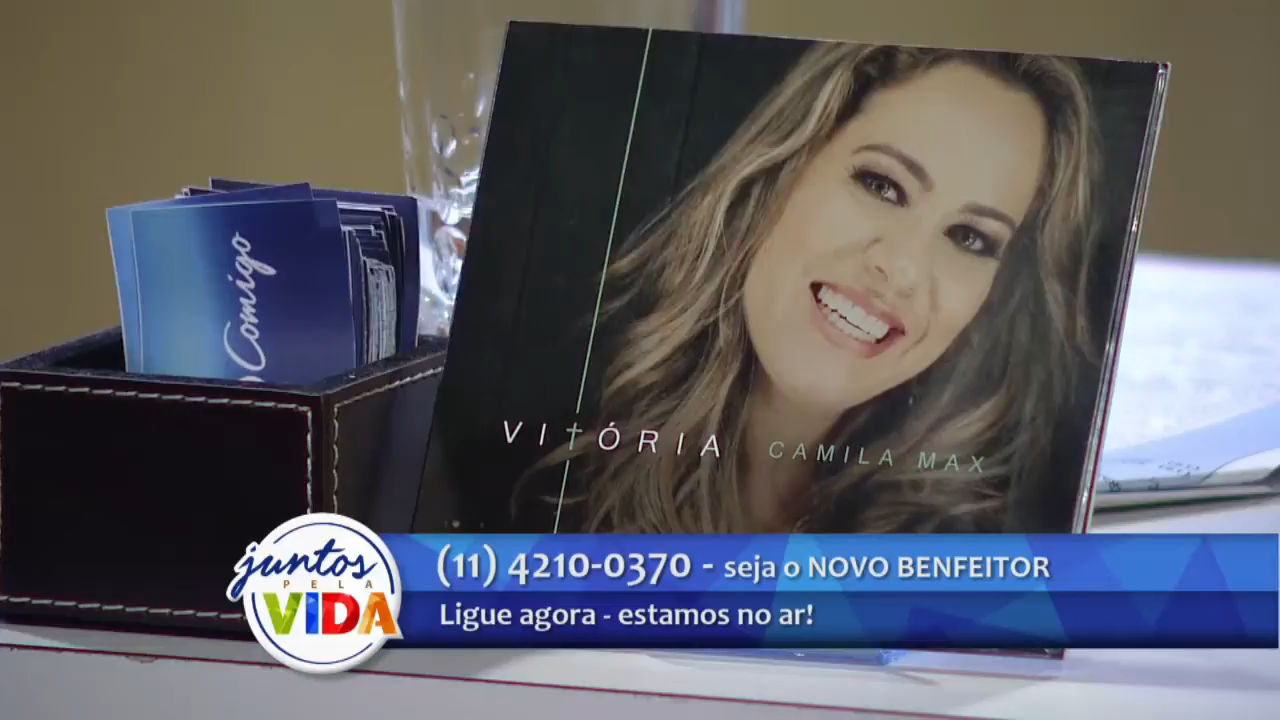 Comigo
VITÓRIA CAMILA MAX
juntos
PELA
VIDA
(11) 4210-0370 - seja o NOVO BENFEITOR
Ligue agora - estamos no ar!